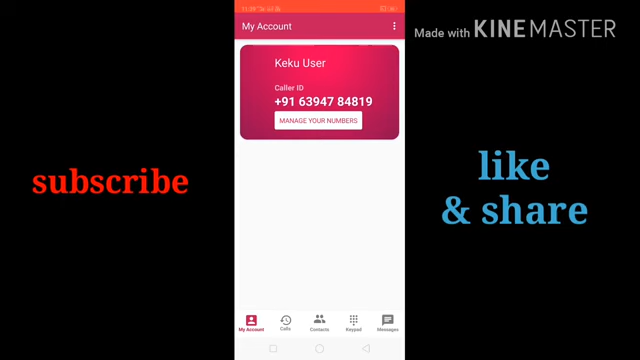 My Account
Made with KINEMASTER
Keku User
Caller ID
+91 63947 84819
MANAGE YOUR NUMBERS
subscribe
like
& share
My Account
Calls
Contacts
Keypad
Messages